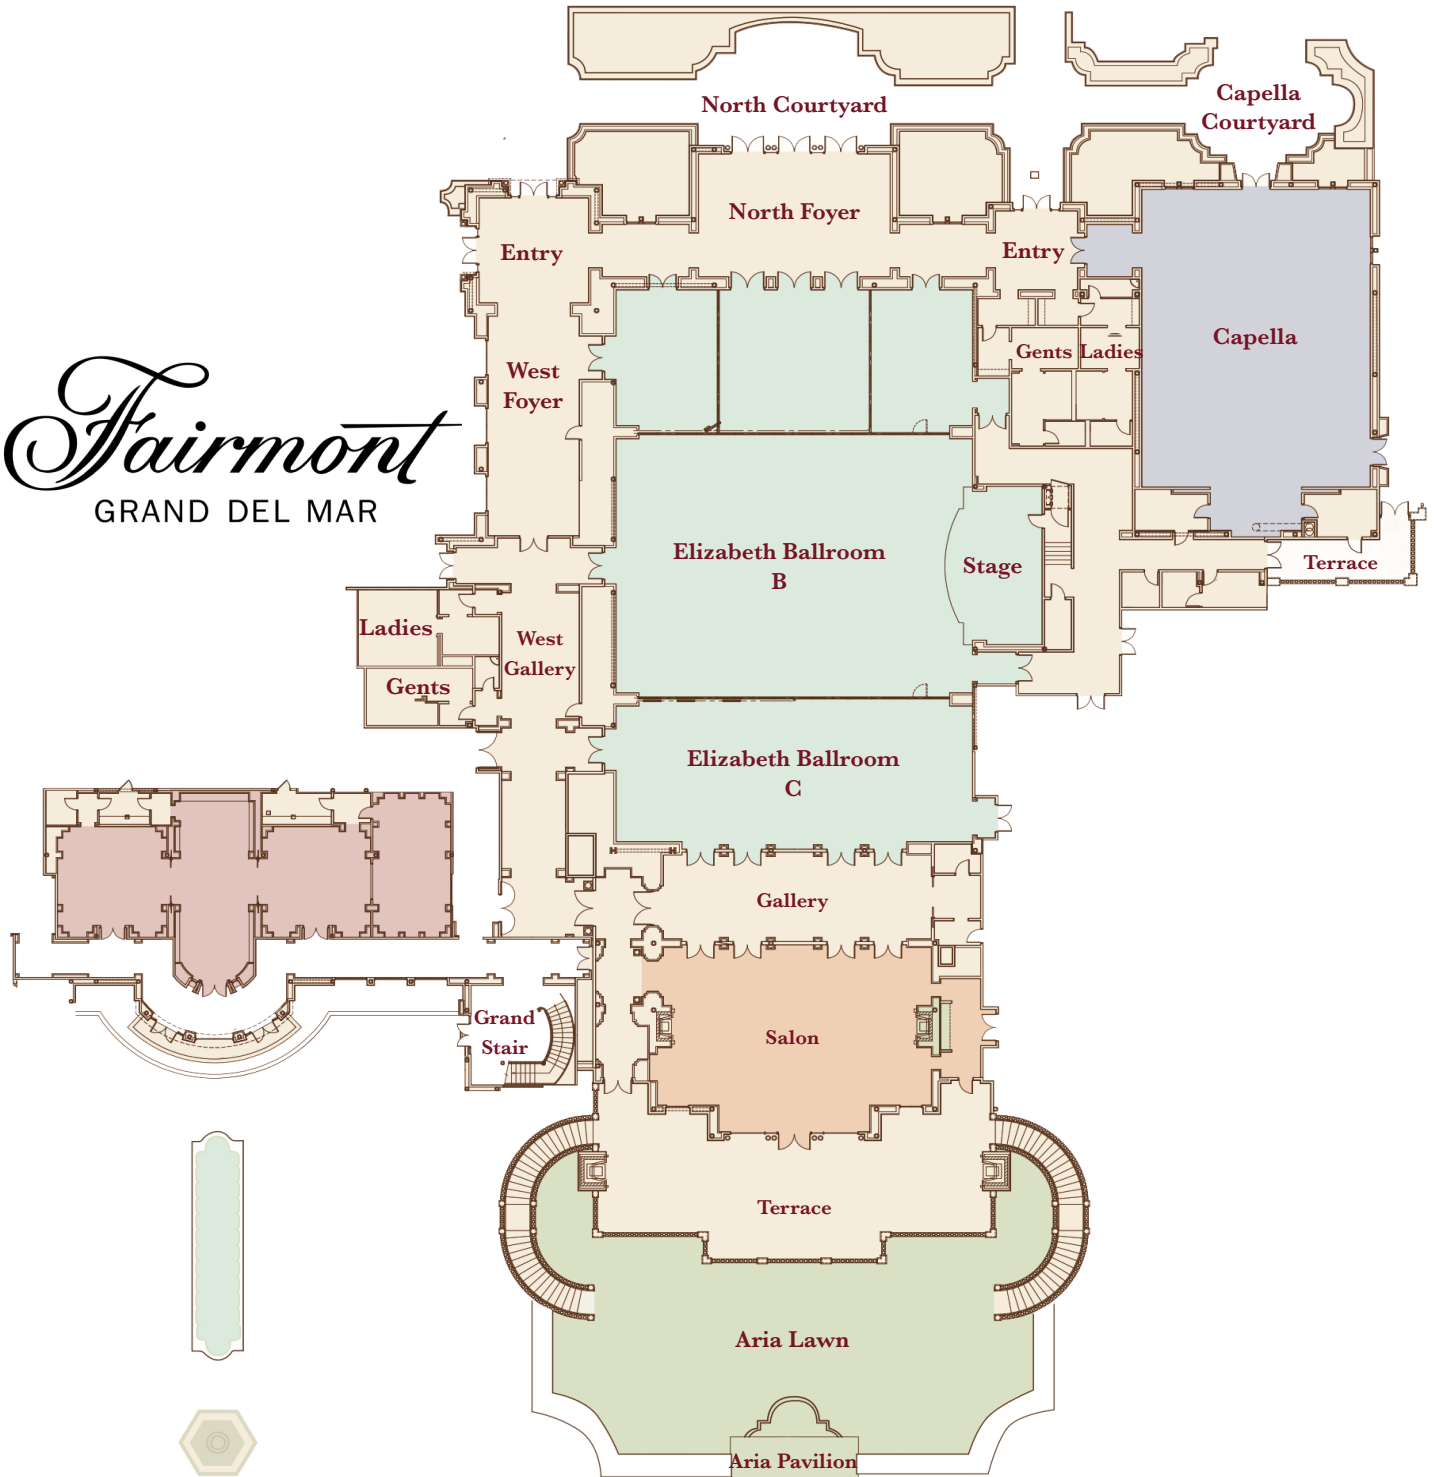 North Courtyard
Capella
Courtyard
North Foyer
Entry
Entry
Capella
Gents
Ladies
West
Foyer
Fairmont
GRAND DEL MAR
Elizabeth Ballroom
B
Stage
Terrace
Ladies
West
Gallery
Gents
Elizabeth Ballroom
C
Gallery
Grand
Stair
Salon
Terrace
Aria Lawn
Aria Pavilion